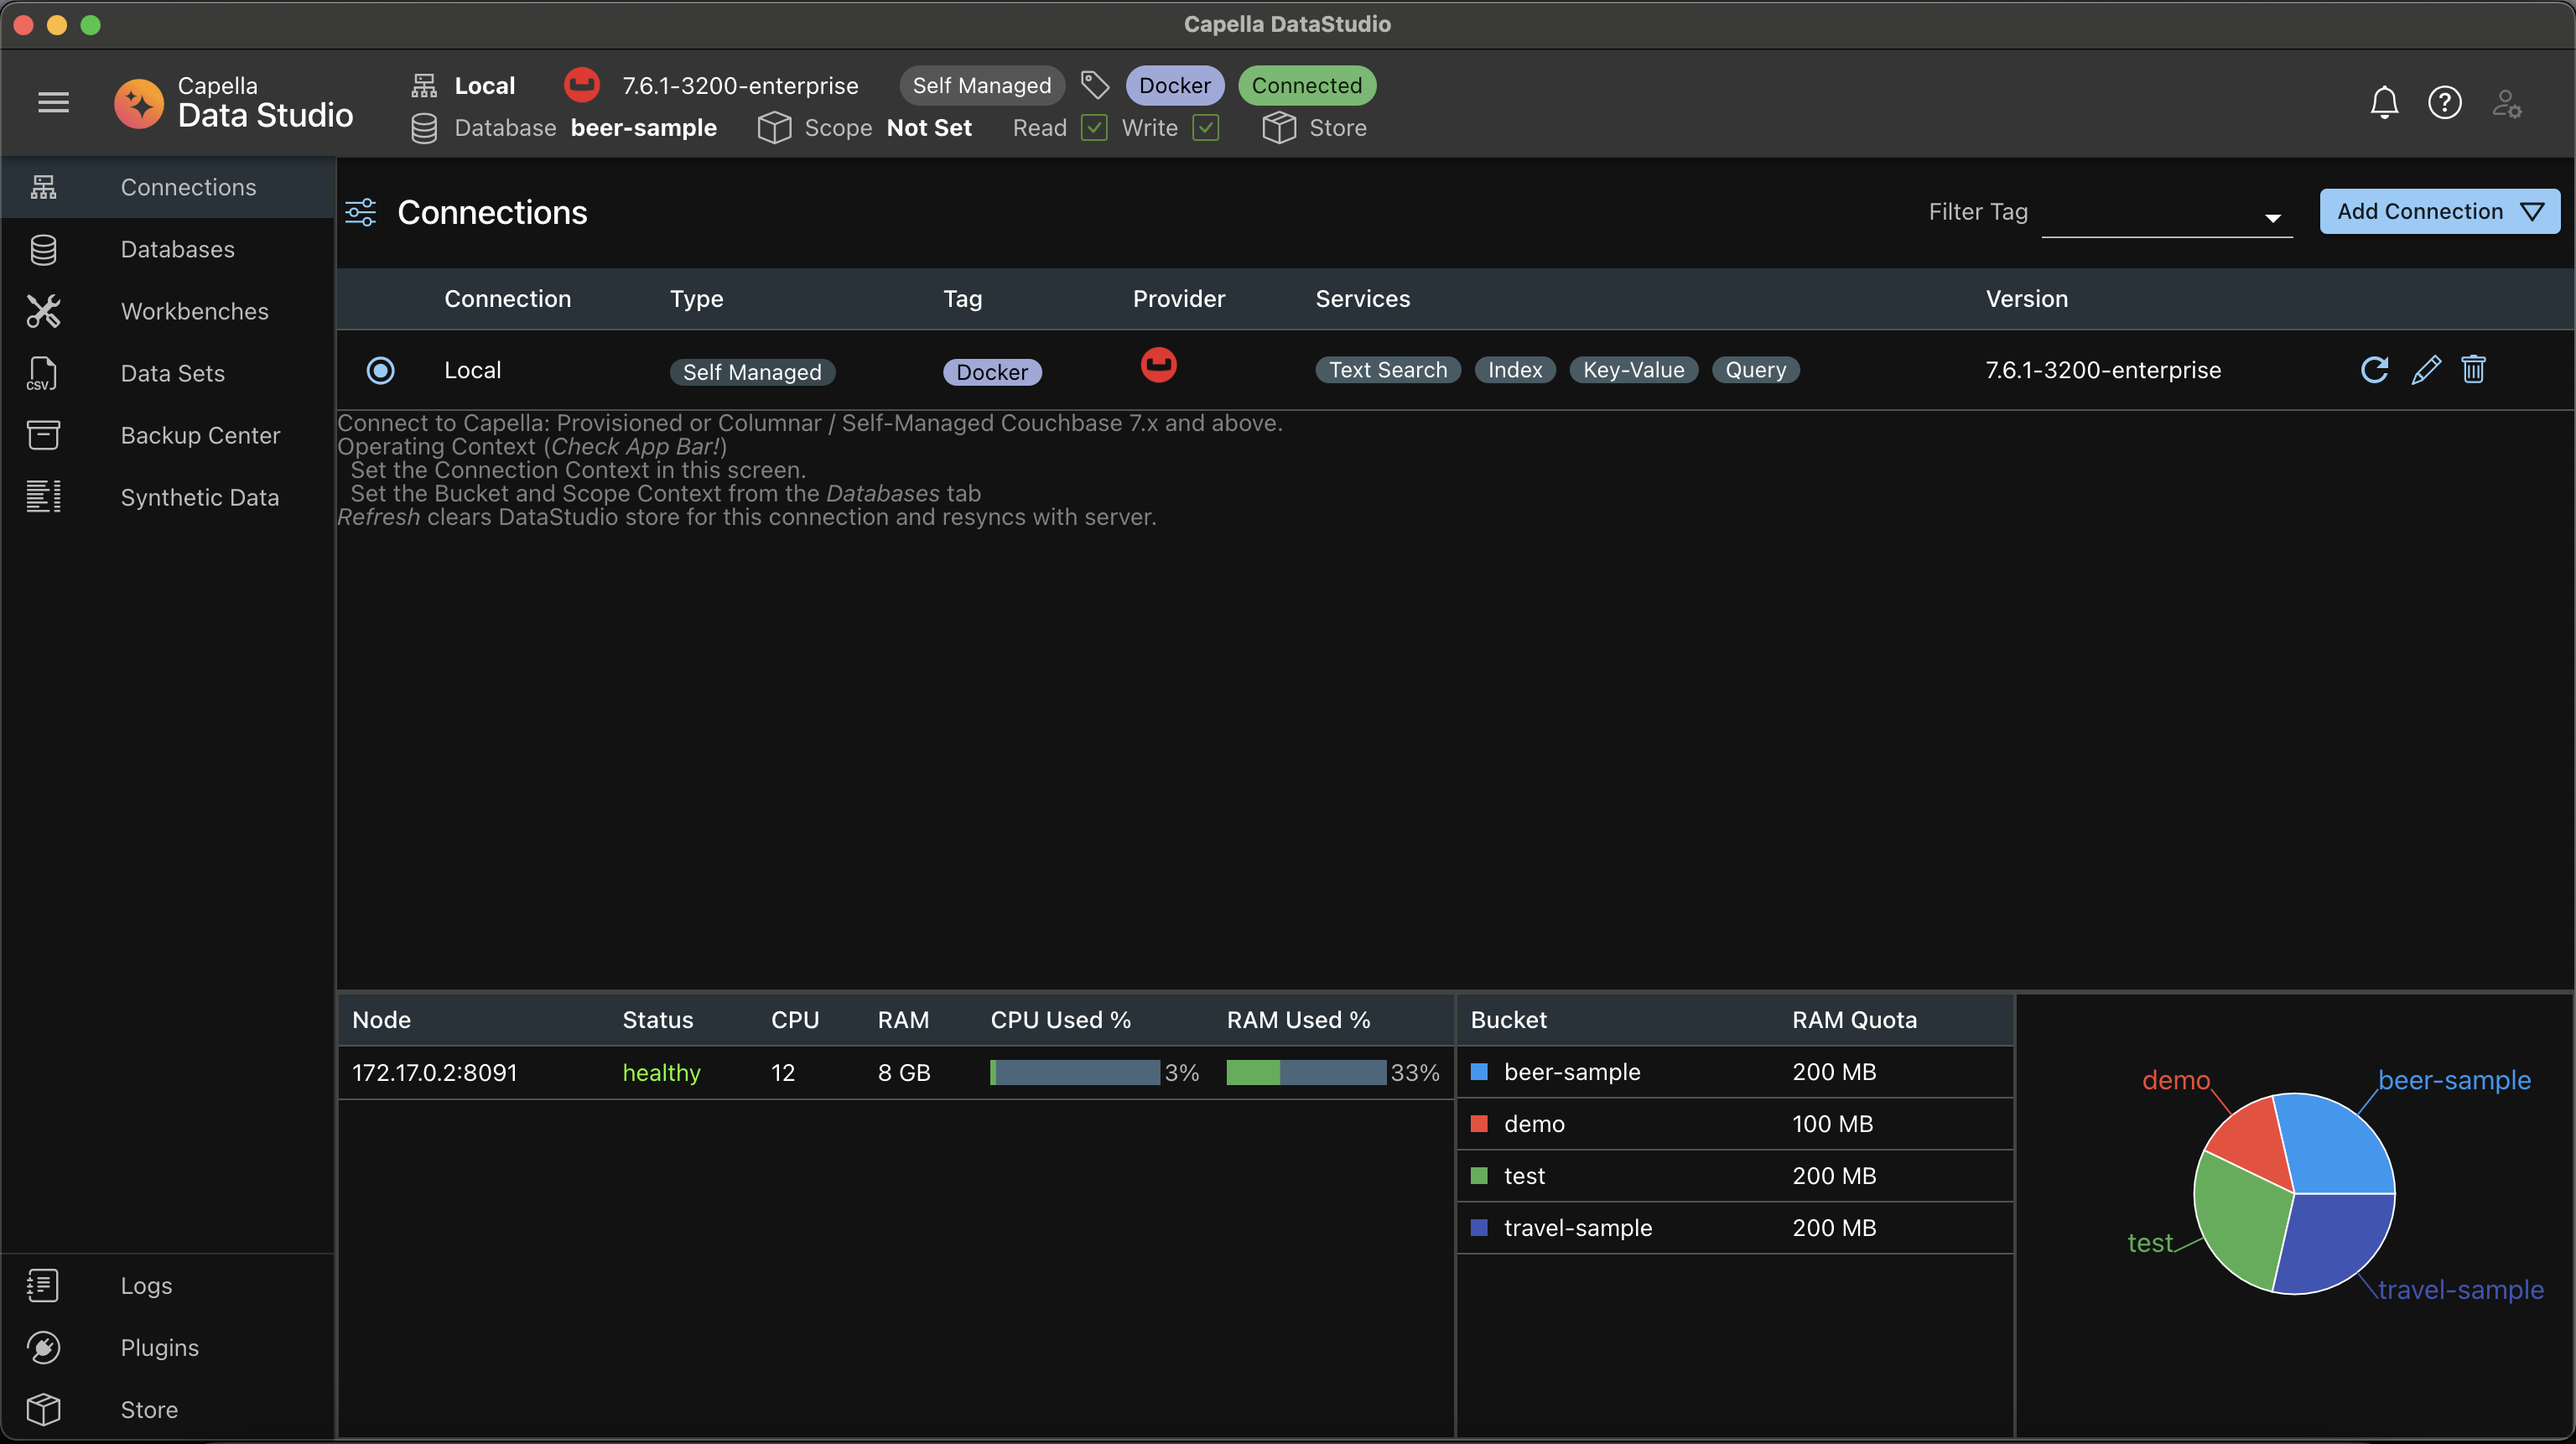 Capella DataStudio
Capella
Data Studio
Local 7.6.1-3200-enterprise Self Managed Docker Connected
Database beer-sample Scope Not Set Read Write Store
Connections
Databases
Workbenches
CSV Data Sets
Backup Center
Synthetic Data
Logs
Plugins
Store
Connections Filter Tag Add Connection
Connection Type Tag Provider Services Version
Local Self Managed Docker Text Search Index Key-Value Query 7.6.1-3200-enterprise
Connect to Capella: Provisioned or Columnar / Self-Managed Couchbase 7.x and above.
Operating Context (Check App Bar!)
Set the Connection Context in this screen.
Set the Bucket and Scope Context from the Databases tab
Refresh clears DataStudio store for this connection and resyncs with server.
Node Status CPU RAM CPU Used % RAM Used %
172.17.0.2:8091 healthy 12 8 GB 3% 33%
Bucket RAM Quota
beer-sample 200 MB
demo 100 MB
test 200 MB
travel-sample 200 MB
demo beer-sample
test
travel-sample